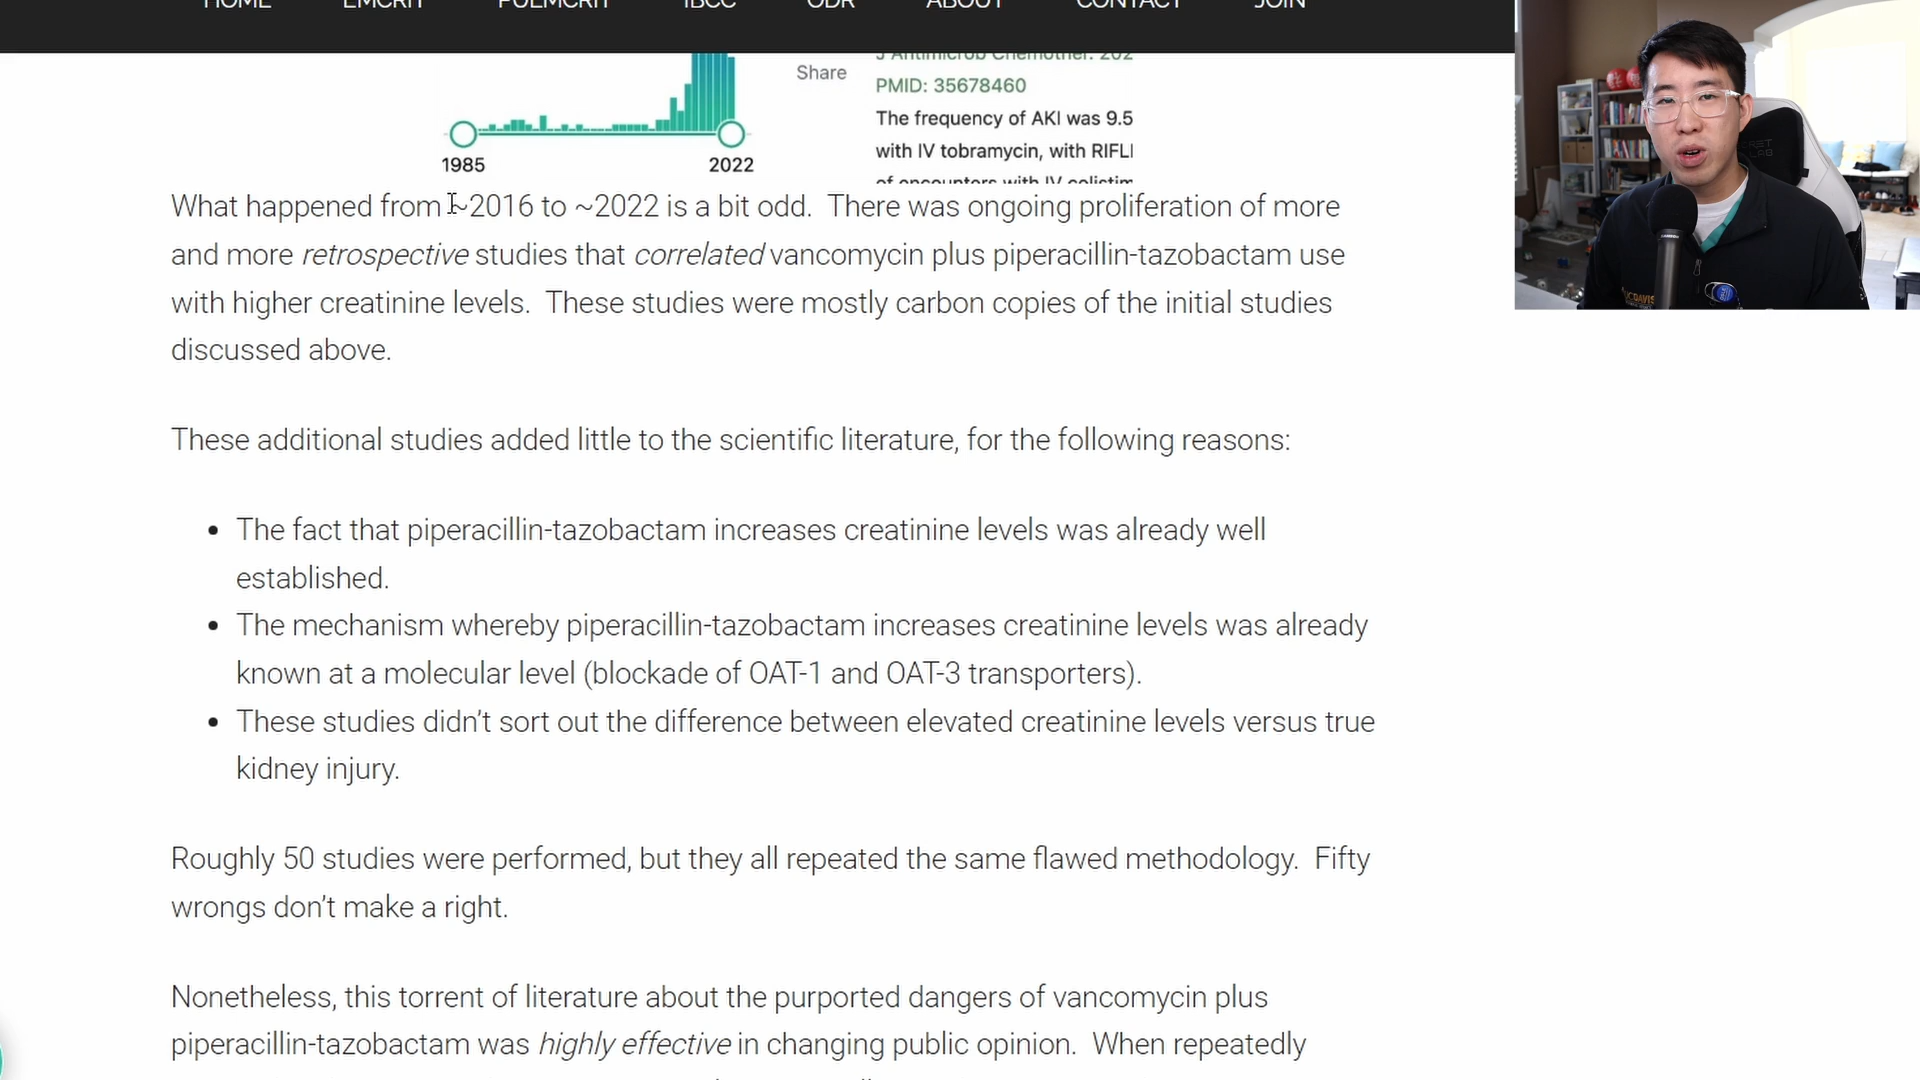 HOME EMCRIT PULMCRIT IBCC ODR ABOUT CONTACT JOIN
Share
J Antimicrob Chemother. 202
PMID: 35678460
The frequency of AKI was 9.5
with IV tobramycin, with RIFLI
of encounters with IV colistim
1985 2022
What happened from ~2016 to ~2022 is a bit odd. There was ongoing proliferation of more
and more retrospective studies that correlated vancomycin plus piperacillin-tazobactam use
with higher creatinine levels. These studies were mostly carbon copies of the initial studies
discussed above.
These additional studies added little to the scientific literature, for the following reasons:
• The fact that piperacillin-tazobactam increases creatinine levels was already well
established.
• The mechanism whereby piperacillin-tazobactam increases creatinine levels was already
known at a molecular level (blockade of OAT-1 and OAT-3 transporters).
• These studies didn’t sort out the difference between elevated creatinine levels versus true
kidney injury.
Roughly 50 studies were performed, but they all repeated the same flawed methodology. Fifty
wrongs don’t make a right.
Nonetheless, this torrent of literature about the purported dangers of vancomycin plus
piperacillin-tazobactam was highly effective in changing public opinion. When repeatedly